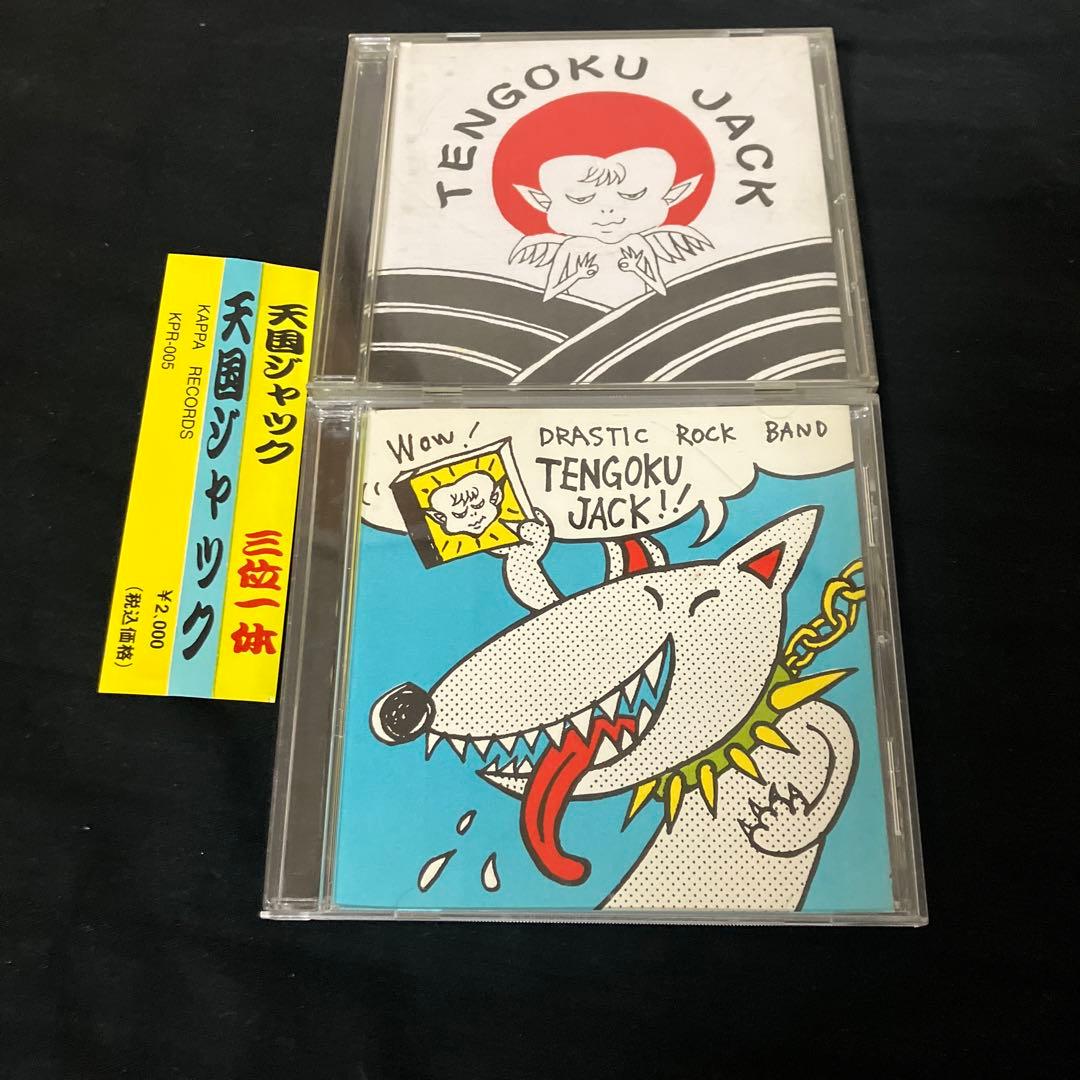 TENGOKU JACK
Wow!
DRASTIC ROCK BAND
TENGOKU
JACK!!
天国ジャック 三位一体
天国ジャック
KAPPA RECORDS
KPR-005
¥2,000
(税込価格)